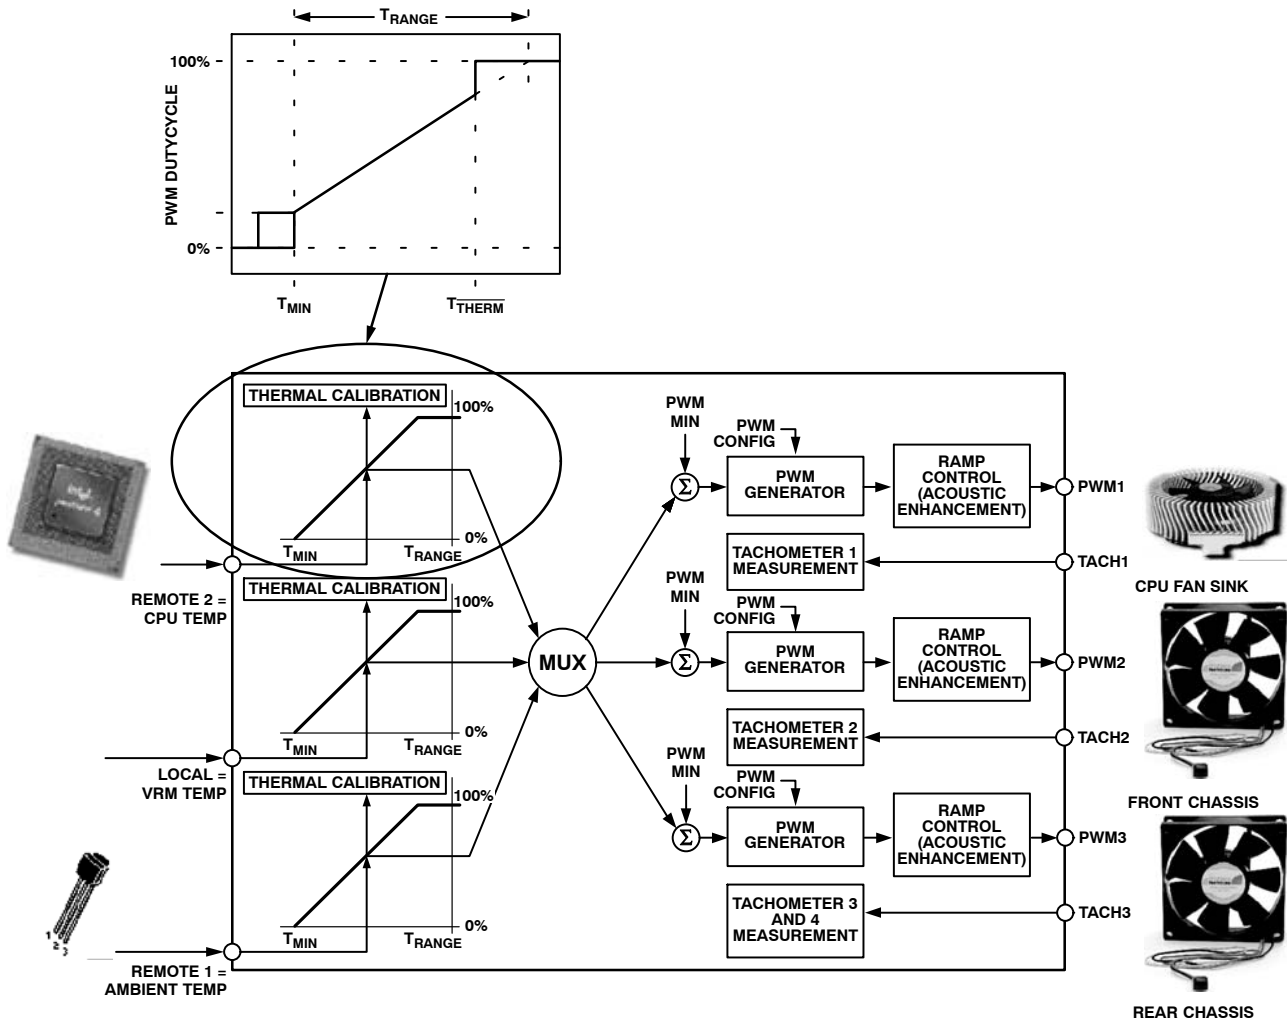 TRANGE
100%
PWM DUTYCYCLE
0%
TMIN
TTHERM
THERMAL CALIBRATION
100%
0%
TMIN
TRANGE
REMOTE 2 =
CPU TEMP
THERMAL CALIBRATION
100%
0%
TMIN
TRANGE
LOCAL =
VRM TEMP
THERMAL CALIBRATION
100%
0%
TMIN
TRANGE
REMOTE 1 =
AMBIENT TEMP
1
2
3
intel
MUX
PWM
MIN
PWM
CONFIG
Σ
PWM
GENERATOR
RAMP
CONTROL
(ACOUSTIC
ENHANCEMENT)
PWM1
TACHOMETER 1
MEASUREMENT
TACH1
CPU FAN SINK
PWM
MIN
PWM
CONFIG
Σ
PWM
GENERATOR
RAMP
CONTROL
(ACOUSTIC
ENHANCEMENT)
PWM2
TACHOMETER 2
MEASUREMENT
TACH2
FRONT CHASSIS
PWM
MIN
PWM
CONFIG
Σ
PWM
GENERATOR
RAMP
CONTROL
(ACOUSTIC
ENHANCEMENT)
PWM3
TACHOMETER 3
AND 4
MEASUREMENT
TACH3
REAR CHASSIS